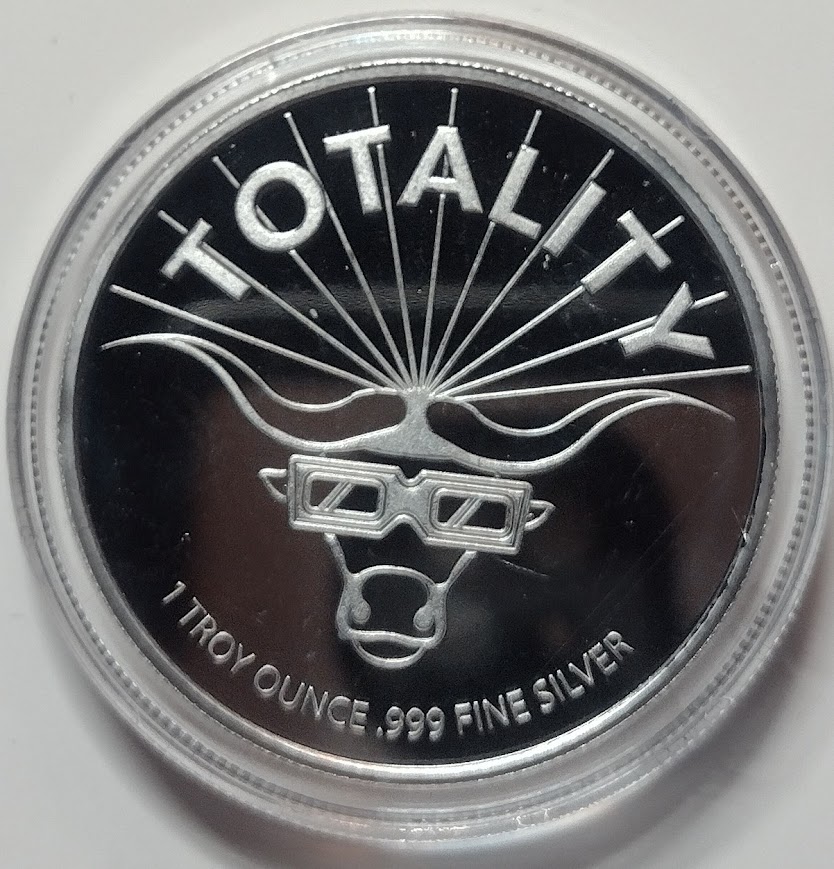 TOTALITY
1 TROY OUNCE .999 FINE SILVER